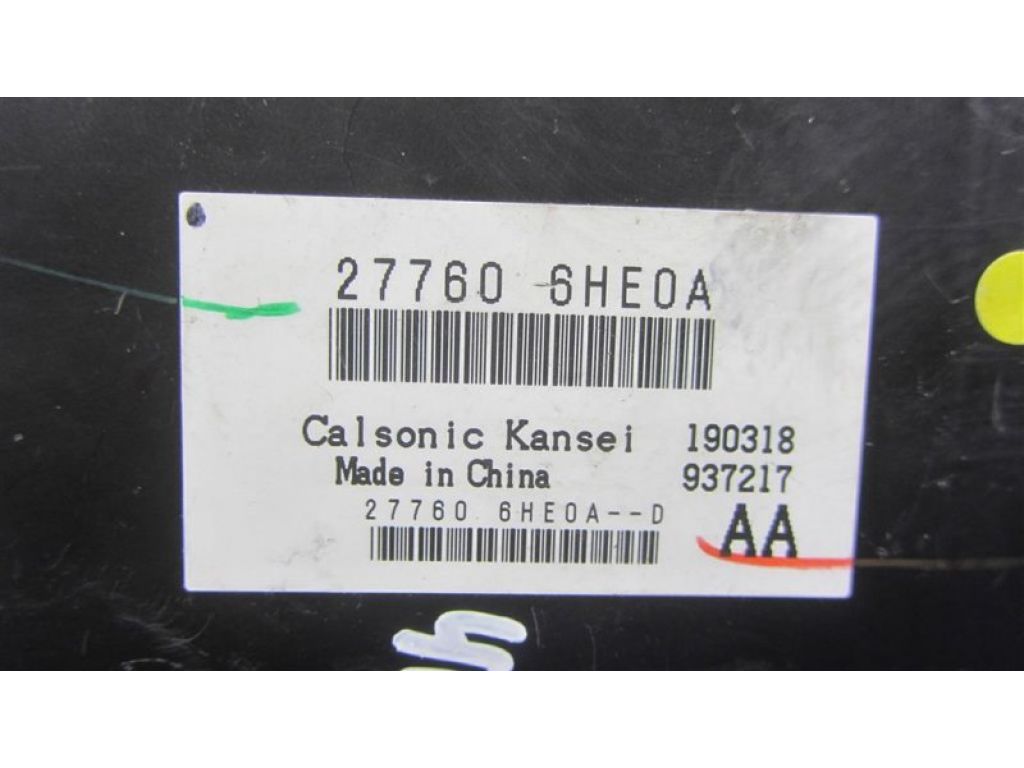 27760 6HE0A
Calsonic Kansei 190318
Made in China 937217
27760 6HE0A--D
AA